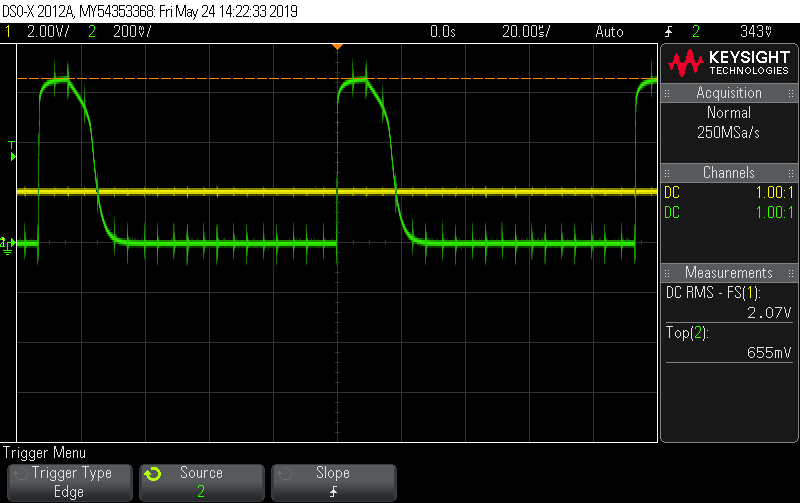 DSO-X 2012A, MY54353368: Fri May 24 14:22:33 2019
1 2.00V/ 2 200mV/ 0.0s 20.00us/ Auto 2 343mV
KEYSIGHT
TECHNOLOGIES
Acquisition
Normal
250MSa/s
Channels
DC 1.00:1
DC 1.00:1
Measurements
DC RMS - FS(1):
2.07V
Top(2):
655mV
T
2
Trigger Menu
Trigger Type
Edge
Source
2
Slope